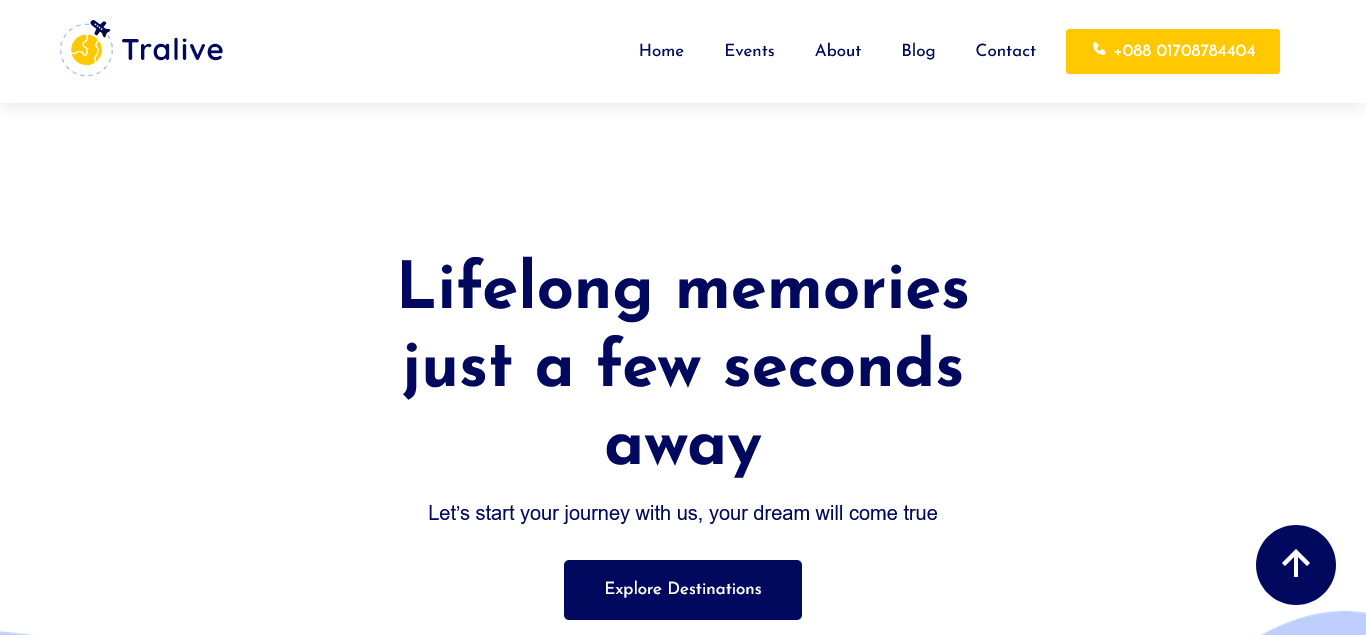 Tralive
Home
Events
About
Blog
Contact
+088 01708784404
Lifelong memories
just a few seconds
away
Let’s start your journey with us, your dream will come true
Explore Destinations